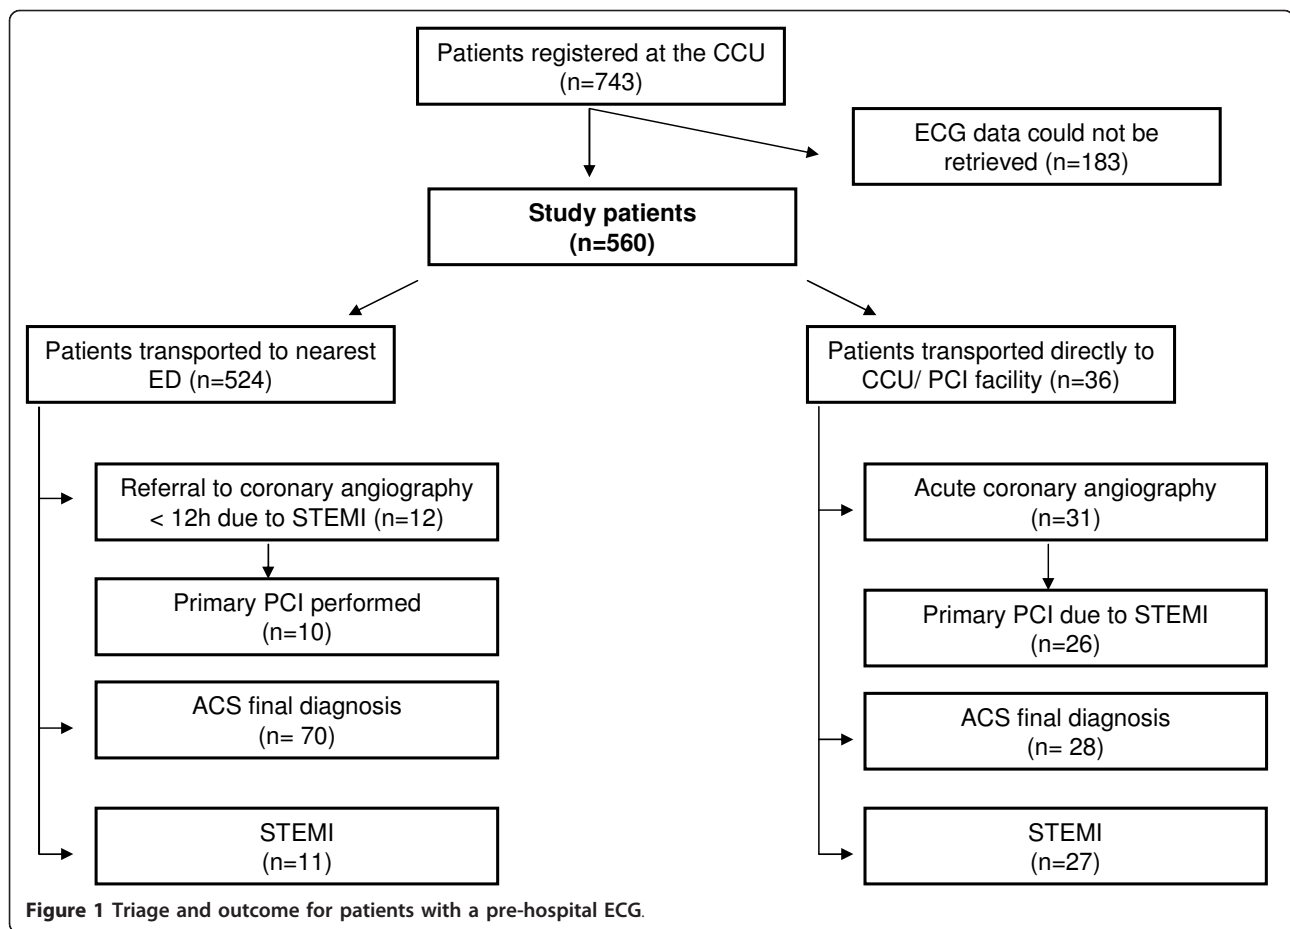 Patients registered at the CCU
(n=743)
ECG data could not be
retrieved (n=183)
Study patients
(n=560)
Patients transported to nearest
ED (n=524)
Patients transported directly to
CCU/ PCI facility (n=36)
Referral to coronary angiography
< 12h due to STEMI (n=12)
Acute coronary angiography
(n=31)
Primary PCI performed
(n=10)
Primary PCI due to STEMI
(n=26)
ACS final diagnosis
(n= 70)
ACS final diagnosis
(n= 28)
STEMI
(n=11)
STEMI
(n=27)
Figure 1 Triage and outcome for patients with a pre-hospital ECG.